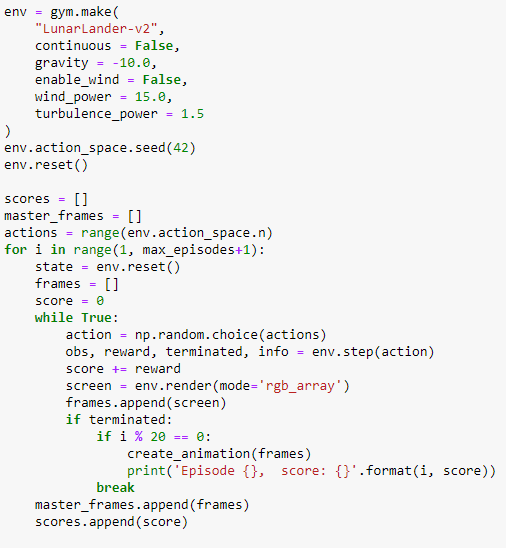 env = gym.make(
    "LunarLander-v2",
    continuous = False,
    gravity = -10.0,
    enable_wind = False,
    wind_power = 15.0,
    turbulence_power = 1.5
)
env.action_space.seed(42)
env.reset()

scores = []
master_frames = []
actions = range(env.action_space.n)
for i in range(1, max_episodes+1):
    state = env.reset()
    frames = []
    score = 0
    while True:
        action = np.random.choice(actions)
        obs, reward, terminated, info = env.step(action)
        score += reward
        screen = env.render(mode='rgb_array')
        frames.append(screen)
        if terminated:
            if i % 20 == 0:
                create_animation(frames)
                print('Episode {},  score: {}'.format(i, score))
            break
    master_frames.append(frames)
    scores.append(score)